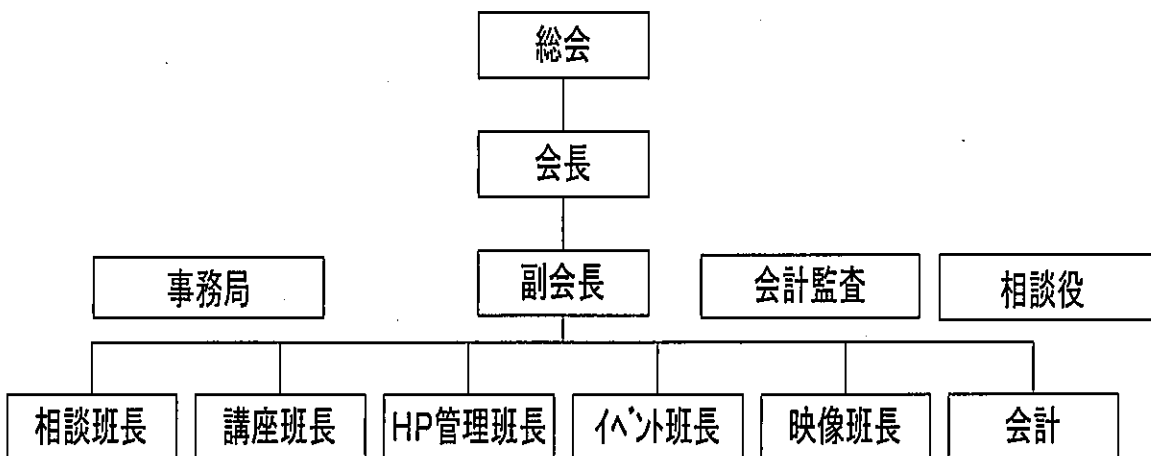 総会
会長
事務局
副会長
会計監査
相談役
相談班長
講座班長
HP管理班長
ｲﾍﾞﾝﾄ班長
映像班長
会計